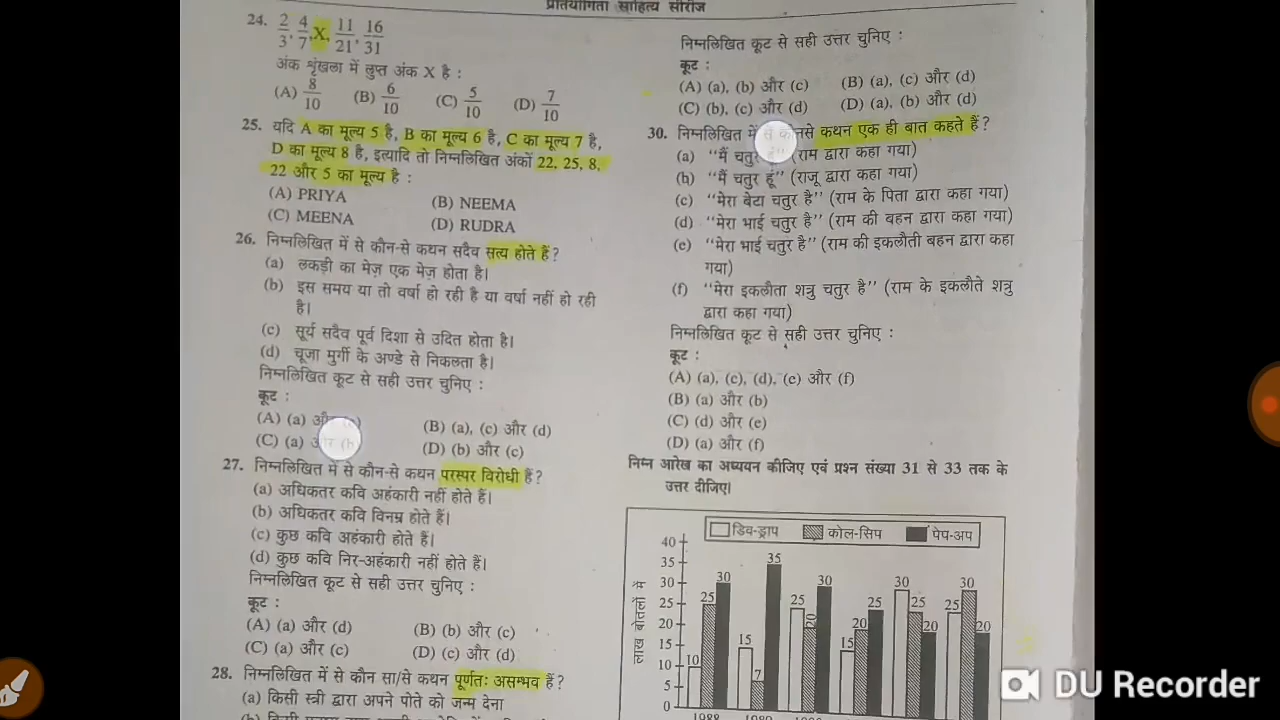 प्रतियोगिता साहित्य सीरीज
24. 2/3, 4/7, X, 11/21, 16/31
अंक श्रृंखला में लुप्त अंक X है :
(A) 8/10 (B) 6/10 (C) 5/10 (D) 7/10
25. यदि A का मूल्य 5 है, B का मूल्य 6 है, C का मूल्य 7 है,
D का मूल्य 8 है, इत्यादि तो निम्नलिखित अंकों 22, 25, 8,
22 और 5 का मूल्य है :
(A) PRIYA (B) NEEMA
(C) MEENA (D) RUDRA
26. निम्नलिखित में से कौन-से कथन सदैव सत्य होते हैं?
(a) लकड़ी का मेज़ एक मेज़ होता है।
(b) इस समय या तो वर्षा हो रही है या वर्षा नहीं हो रही
है।
(c) सूर्य सदैव पूर्व दिशा से उदित होता है।
(d) चूजा मुर्गी के अण्डे से निकलता है।
निम्नलिखित कूट से सही उत्तर चुनिए :
कूट :
(A) (a) (B) (a), (c) और (d)
(C) (a) (D) (b) और (c)
27. निम्नलिखित में से कौन-से कथन परस्पर विरोधी हैं?
(a) अधिकतर कवि अहंकारी नहीं होते हैं।
(b) अधिकतर कवि विनम्र होते हैं।
(c) कुछ कवि अहंकारी होते हैं।
(d) कुछ कवि निर-अहंकारी नहीं होते हैं।
निम्नलिखित कूट से सही उत्तर चुनिए :
कूट :
(A) (a) और (d) (B) (b) और (c)
(C) (a) और (c) (D) (c) और (d)
28. निम्नलिखित में से कौन सा/से कथन पूर्णतः असम्भव हैं?
(a) किसी स्त्री द्वारा अपने पोते को जन्म देना
निम्नलिखित कूट से सही उत्तर चुनिए :
कूट :
(A) (a), (b) और (c) (B) (a), (c) और (d)
(C) (b), (c) और (d) (D) (a), (b) और (d)
30. निम्नलिखित में से कौनसे कथन एक ही बात कहते हैं?
(a) "मैं चतुर हूं" (राम द्वारा कहा गया)
(b) "मैं चतुर हूं" (राजू द्वारा कहा गया)
(c) "मेरा बेटा चतुर है" (राम के पिता द्वारा कहा गया)
(d) "मेरा भाई चतुर है" (राम की बहन द्वारा कहा गया)
(e) "मेरा भाई चतुर है" (राम की इकलौती बहन द्वारा कहा
गया)
(f) "मेरा इकलौता शत्रु चतुर है" (राम के इकलौते शत्रु
द्वारा कहा गया)
निम्नलिखित कूट से सही उत्तर चुनिए :
कूट :
(A) (a), (c), (d), (e) और (f)
(B) (a) और (b)
(C) (d) और (e)
(D) (a) और (f)
निम्न आरेख का अध्ययन कीजिए एवं प्रश्न संख्या 31 से 33 तक के
उत्तर दीजिए।
डिव-ड्राप कोल-सिप पेप-अप
लाख बोतलों में
40
35
30
25
20
15
10
5
0
10 25 30
15 7 35
25 20 30
15 20 25
30 25 20
25 30 20
1988 1989
DU Recorder